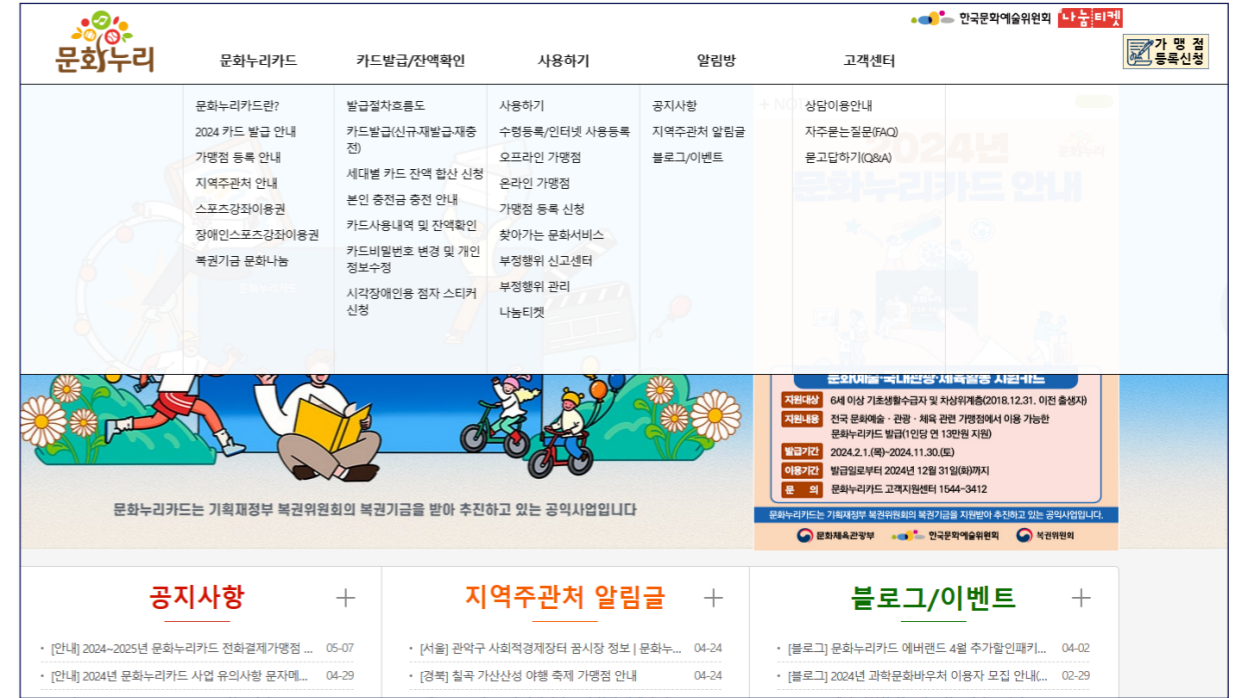 한국문화예술위원회 나눔티켓
문화누리
문화누리카드 카드발급/잔액확인 사용하기 알림방 고객센터
가 맹 점
등록신청
문화누리카드란?
2024 카드 발급 안내
가맹점 등록 안내
지역주관처 안내
스포츠강좌이용권
장애인스포츠강좌이용권
복권기금 문화나눔
발급절차흐름도
카드발급(신규·재발급·재충
전)
세대별 카드 잔액 합산 신청
본인 충전금 충전 안내
카드사용내역 및 잔액확인
카드비밀번호 변경 및 개인
정보수정
시각장애인용 점자 스티커
신청
사용하기
수령등록/인터넷 사용등록
오프라인 가맹점
온라인 가맹점
가맹점 등록 신청
찾아가는 문화서비스
부정행위 신고센터
부정행위 관리
나눔티켓
공지사항
지역주관처 알림글
블로그/이벤트
상담이용안내
자주묻는질문(FAQ)
묻고답하기(Q&A)
2024년
문화누리카드 안내
문화예술·국내관광·체육활동 지원카드
지원대상 6세 이상 기초생활수급자 및 차상위계층(2018.12.31. 이전 출생자)
지원내용 전국 문화예술 · 관광 · 체육 관련 가맹점에서 이용 가능한
문화누리카드 발급(1인당 연 13만원 지원)
발급기간 2024.2.1.(목)~2024.11.30.(토)
이용기간 발급일로부터 2024년 12월 31일(화)까지
문 의 문화누리카드 고객지원센터 1544-3412
문화누리카드는 기획재정부 복권위원회의 복권기금을 지원받아 추진하고 있는 공익사업입니다.
문화체육관광부 한국문화예술위원회 복권위원회
문화누리카드는 기획재정부 복권위원회의 복권기금을 받아 추진하고 있는 공익사업입니다
공지사항 +
[안내] 2024~2025년 문화누리카드 전화결제가맹점 ... 05-07
[안내] 2024년 문화누리카드 사업 유의사항 문자메... 04-29
지역주관처 알림글 +
[서울] 관악구 사회적경제장터 꿈시장 정보 | 문화누... 04-24
[경북] 칠곡 가산산성 야행 축제 가맹점 안내 04-24
블로그/이벤트 +
[블로그] 문화누리카드 에버랜드 4월 추가할인패키... 04-02
[블로그] 2024년 과학문화바우처 이용자 모집 안내(... 02-29